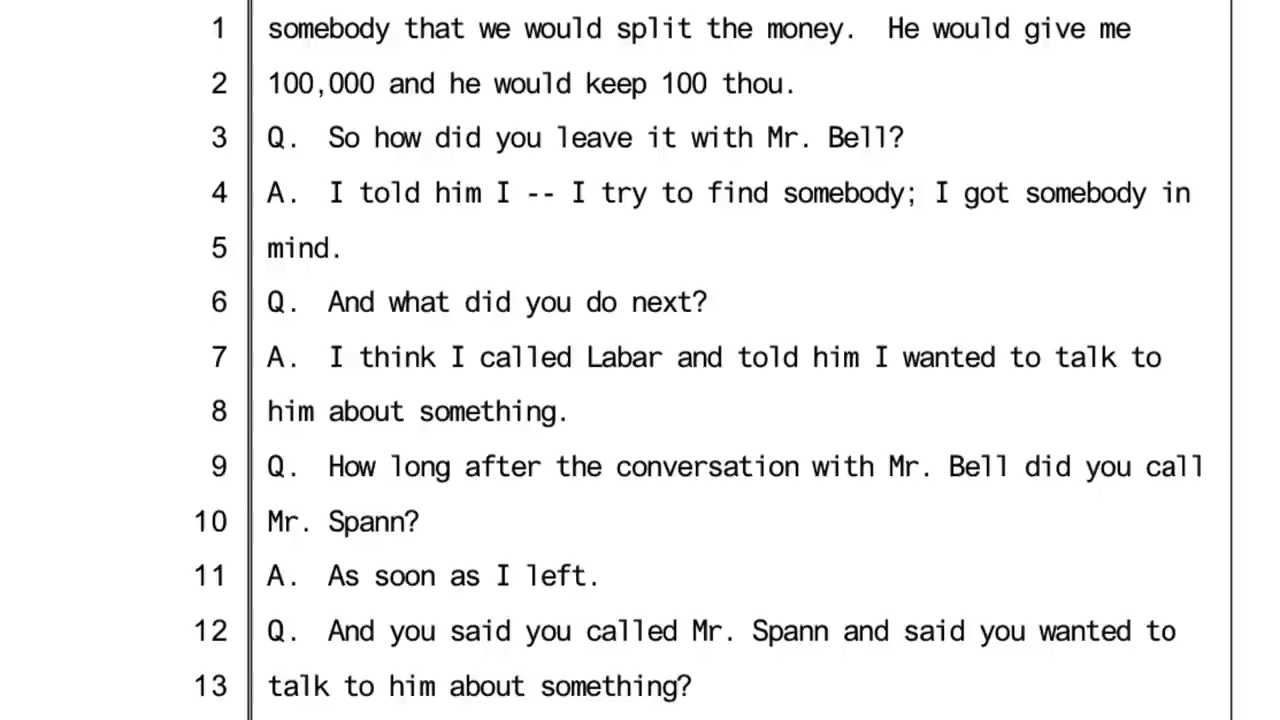 1 somebody that we would split the money.  He would give me
2 100,000 and he would keep 100 thou.
3 Q.  So how did you leave it with Mr. Bell?
4 A.  I told him I -- I try to find somebody; I got somebody in
5 mind.
6 Q.  And what did you do next?
7 A.  I think I called Labar and told him I wanted to talk to
8 him about something.
9 Q.  How long after the conversation with Mr. Bell did you call
10 Mr. Spann?
11 A.  As soon as I left.
12 Q.  And you said you called Mr. Spann and said you wanted to
13 talk to him about something?